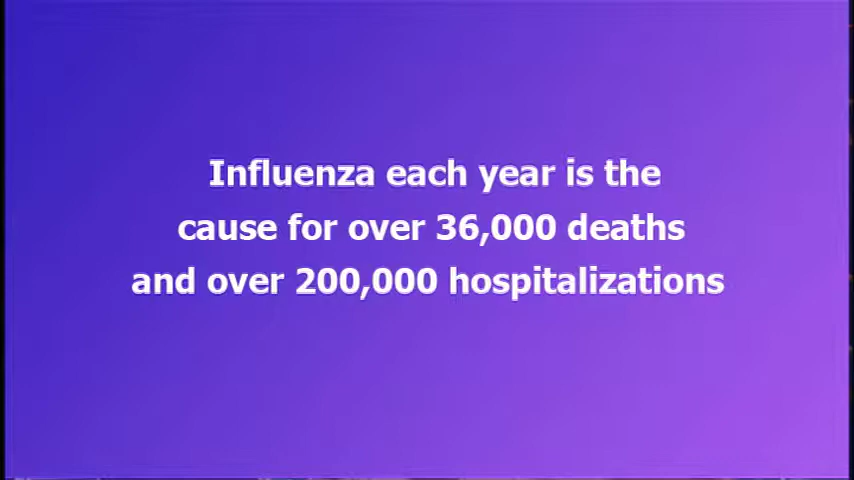 Influenza each year is the
cause for over 36,000 deaths
and over 200,000 hospitalizations